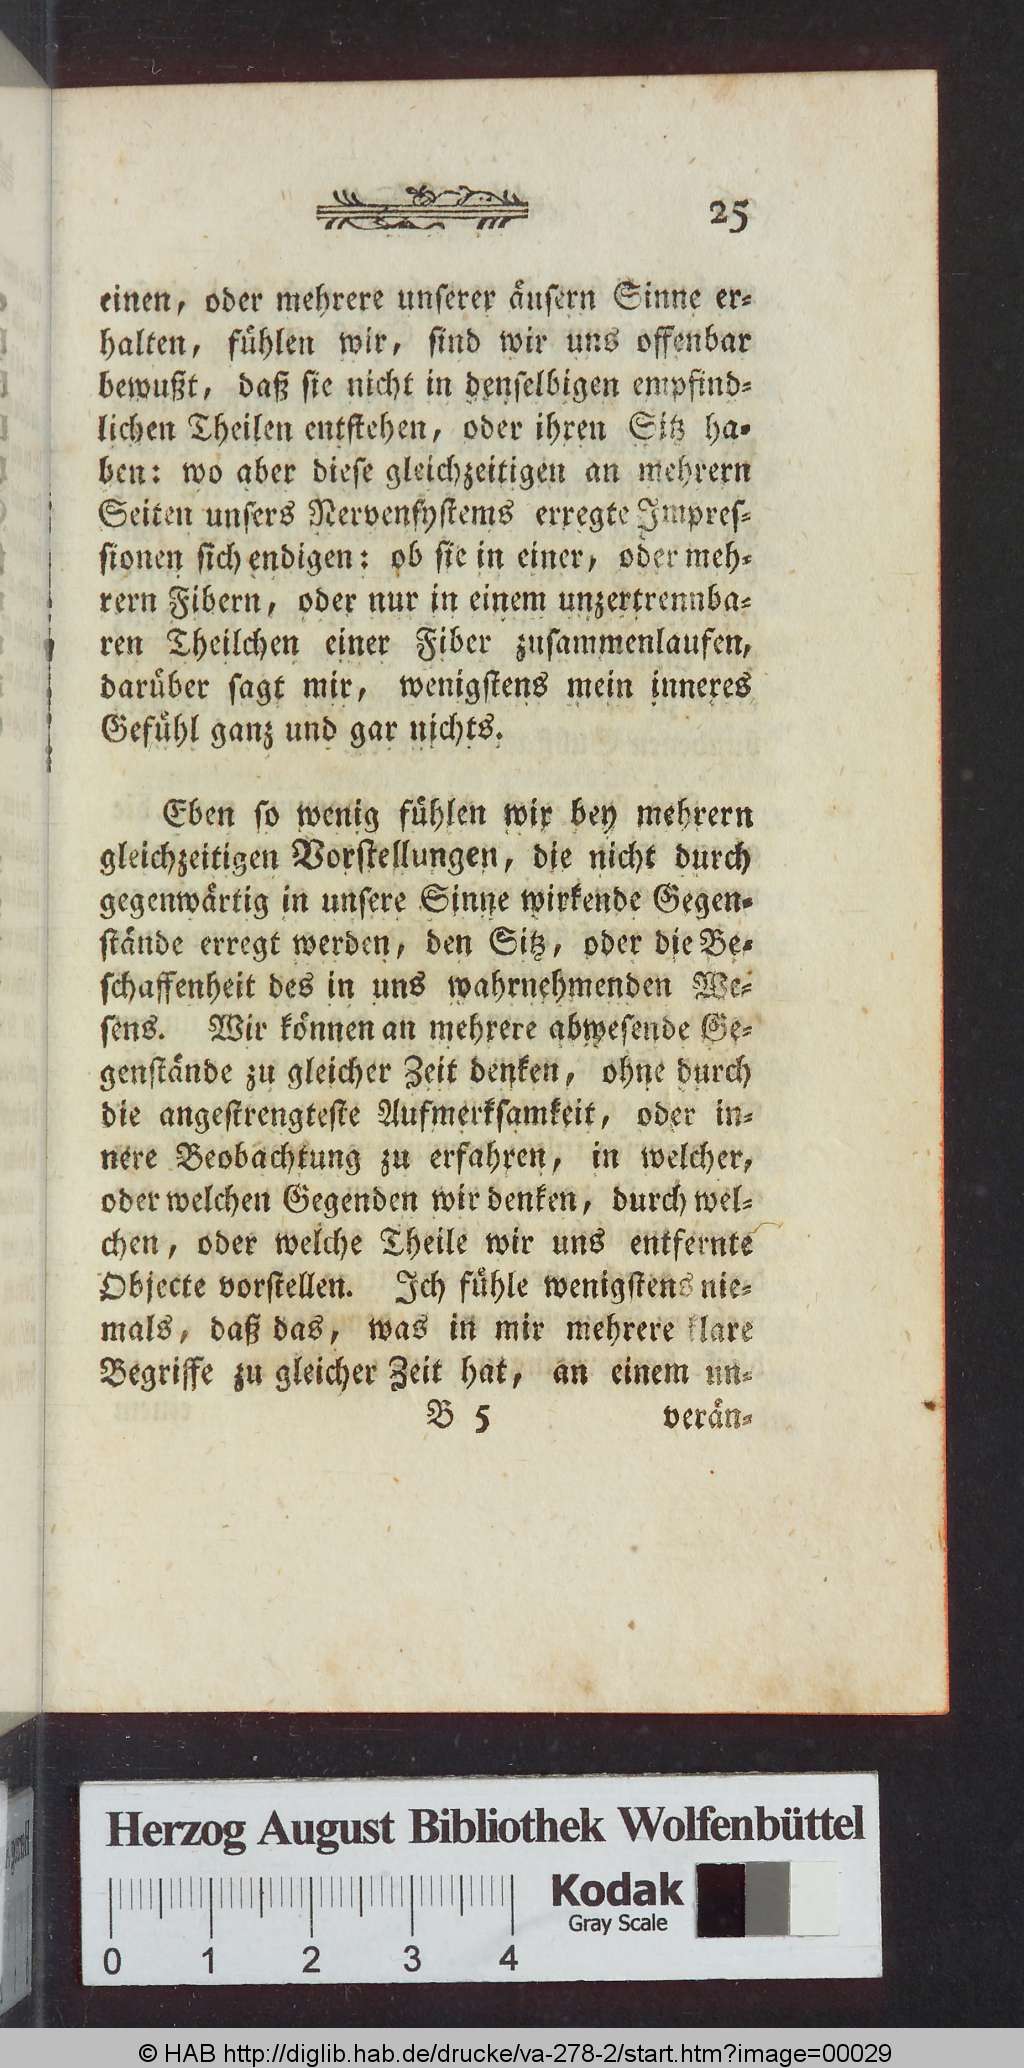 25
einen, oder mehrere unserer äusern Sinne er-
halten, fühlen wir, sind wir uns offenbar
bewußt, daß sie nicht in denselbigen empfind-
lichen Theilen entstehen, oder ihren Sitz ha-
ben: wo aber diese gleichzeitigen an mehrern
Seiten unsers Nervensystems erregte Impres-
sionen sich endigen: ob sie in einer, oder meh-
rern Fibern, oder nur in einem unzertrennba-
ren Theilchen einer Fiber zusammenlaufen,
darüber sagt mir, wenigstens mein inneres
Gefühl ganz und gar nichts.
Eben so wenig fühlen wir bey mehrern
gleichzeitigen Vorstellungen, die nicht durch
gegenwärtig in unsere Sinne wirkende Gegen-
stände erregt werden, den Sitz, oder die Be-
schaffenheit des in uns wahrnehmenden We-
sens. Wir können an mehrere abwesende Ge-
genstände zu gleicher Zeit denken, ohne durch
die angestrengteste Aufmerksamkeit, oder in-
nere Beobachtung zu erfahren, in welcher,
oder welchen Gegenden wir denken, durch wel-
chen, oder welche Theile wir uns entfernte
Objecte vorstellen. Ich fühle wenigstens nie-
mals, daß das, was in mir mehrere klare
Begriffe zu gleicher Zeit hat, an einem un-
B 5 verän-
Herzog August Bibliothek Wolfenbüttel
Kodak
Gray Scale
0 1 2 3 4
© HAB http://diglib.hab.de/drucke/va-278-2/start.htm?image=00029